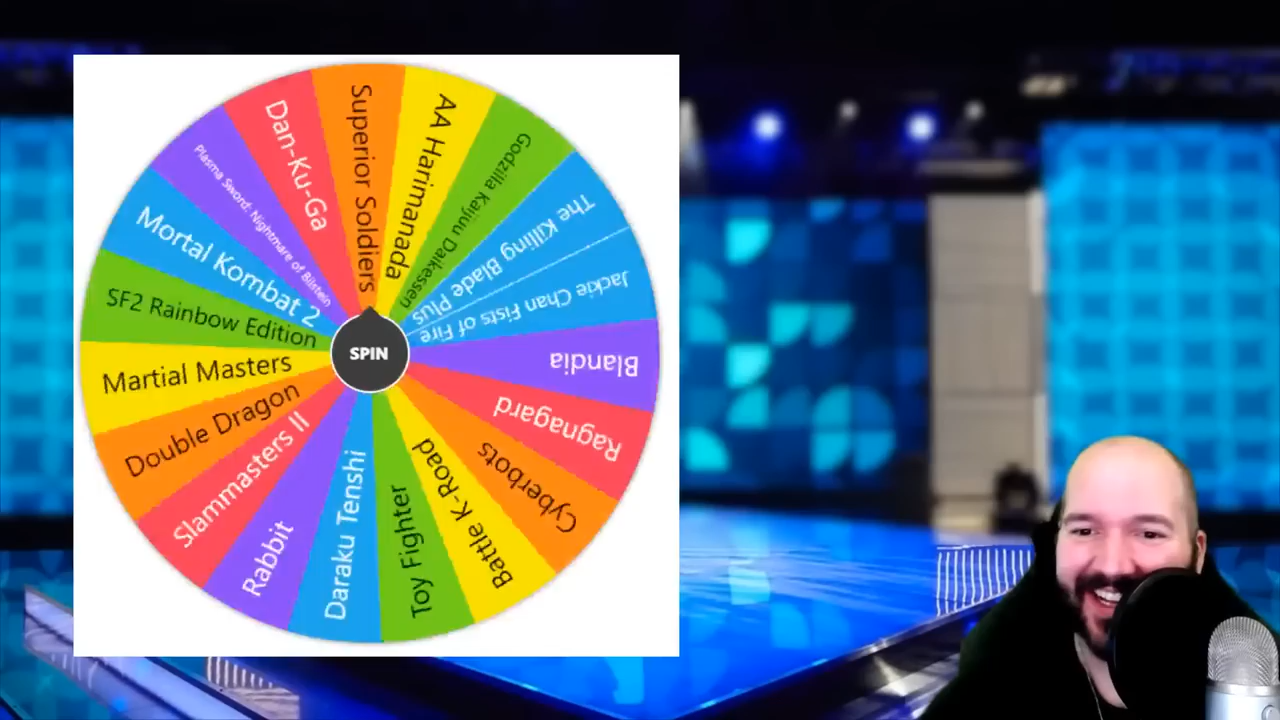 Superior Soldiers
AA Harimanada
Godzilla Kaijuu Daikessen
The Killing Blade Plus
Jackie Chan Fists of Fire
Blandia
Ragnagard
Cyberbots
Battle K-Road
Toy Fighter
Daraku Tenshi
Rabbit
Slammasters II
Double Dragon
Martial Masters
SF2 Rainbow Edition
Mortal Kombat 2
Plasma Sword: Nightmare of Bilstein
Dan-Ku-Ga
SPIN